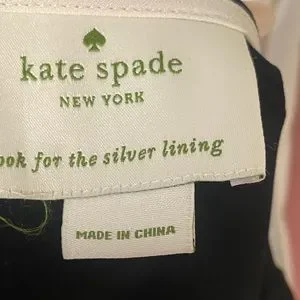 kate spade
NEW YORK
ook for the silver lining
MADE IN CHINA